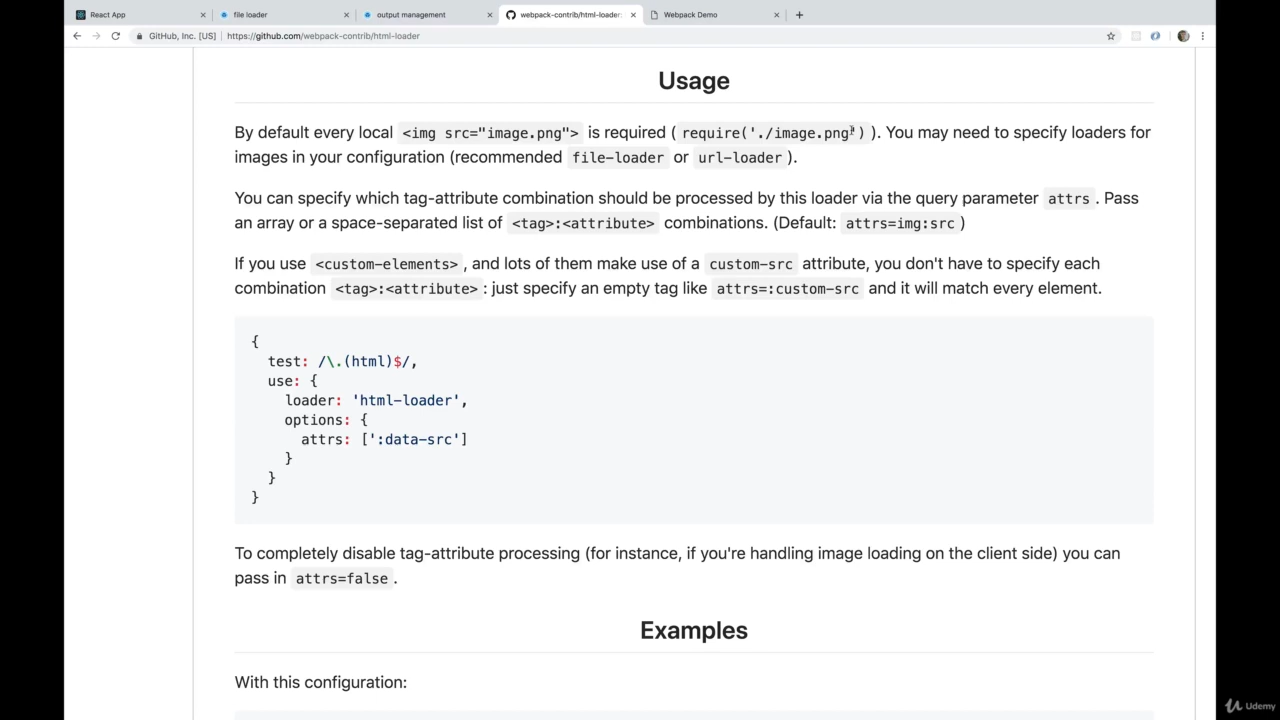 React App
file loader
output management
webpack-contrib/html-loader:
Webpack Demo
GitHub, Inc. [US] https://github.com/webpack-contrib/html-loader
Usage
By default every local <img src="image.png"> is required ( require('./image.png') ). You may need to specify loaders for
images in your configuration (recommended file-loader or url-loader ).
You can specify which tag-attribute combination should be processed by this loader via the query parameter attrs . Pass
an array or a space-separated list of <tag>:<attribute> combinations. (Default: attrs=img:src )
If you use <custom-elements> , and lots of them make use of a custom-src attribute, you don't have to specify each
combination <tag>:<attribute> : just specify an empty tag like attrs=:custom-src and it will match every element.
{
test: /\.(html)$/,
use: {
loader: 'html-loader',
options: {
attrs: [':data-src']
}
}
}
To completely disable tag-attribute processing (for instance, if you're handling image loading on the client side) you can
pass in attrs=false .
Examples
With this configuration:
Udemy